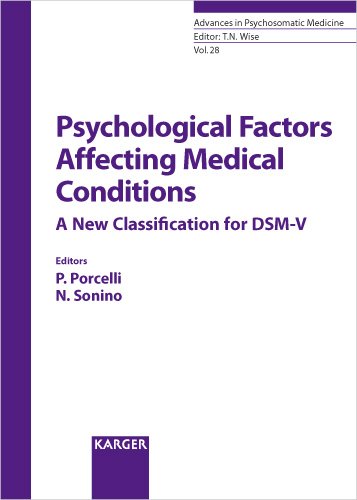 Advances in Psychosomatic Medicine
Editor: T.N. Wise
Vol. 28
Psychological Factors
Affecting Medical
Conditions
A New Classification for DSM-V
Editors
P. Porcelli
N. Sonino
KARGER